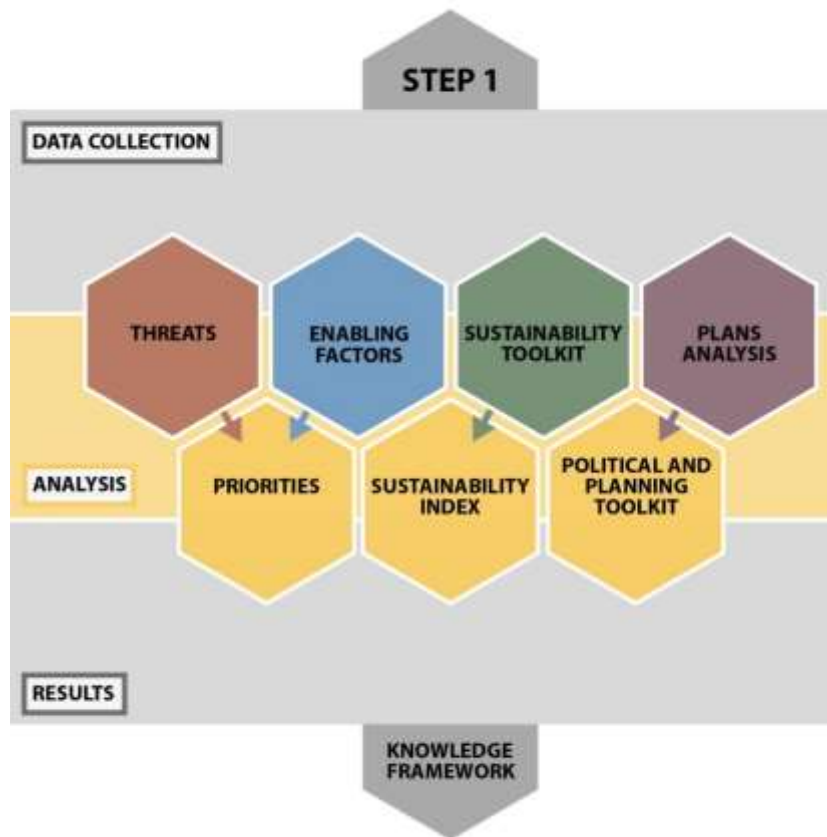 STEP 1
DATA COLLECTION
THREATS
ENABLING
FACTORS
SUSTAINABILITY
TOOLKIT
PLANS
ANALYSIS
ANALYSIS
PRIORITIES
SUSTAINABILITY
INDEX
POLITICAL AND
PLANNING
TOOLKIT
RESULTS
KNOWLEDGE
FRAMEWORK